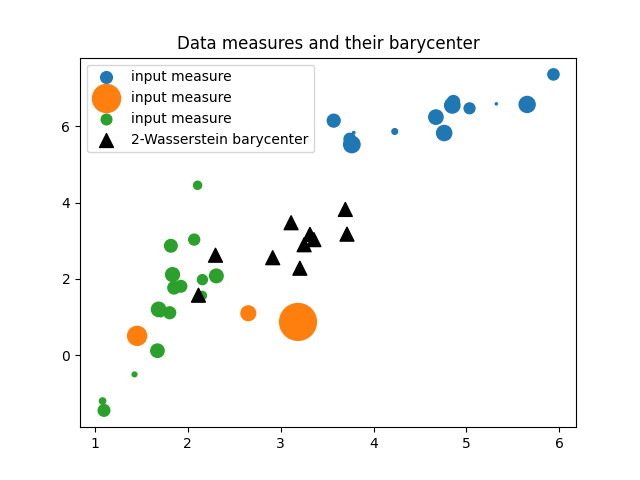 Data measures and their barycenter
input measure
input measure
input measure
2-Wasserstein barycenter
6
4
2
0
1 2 3 4 5 6